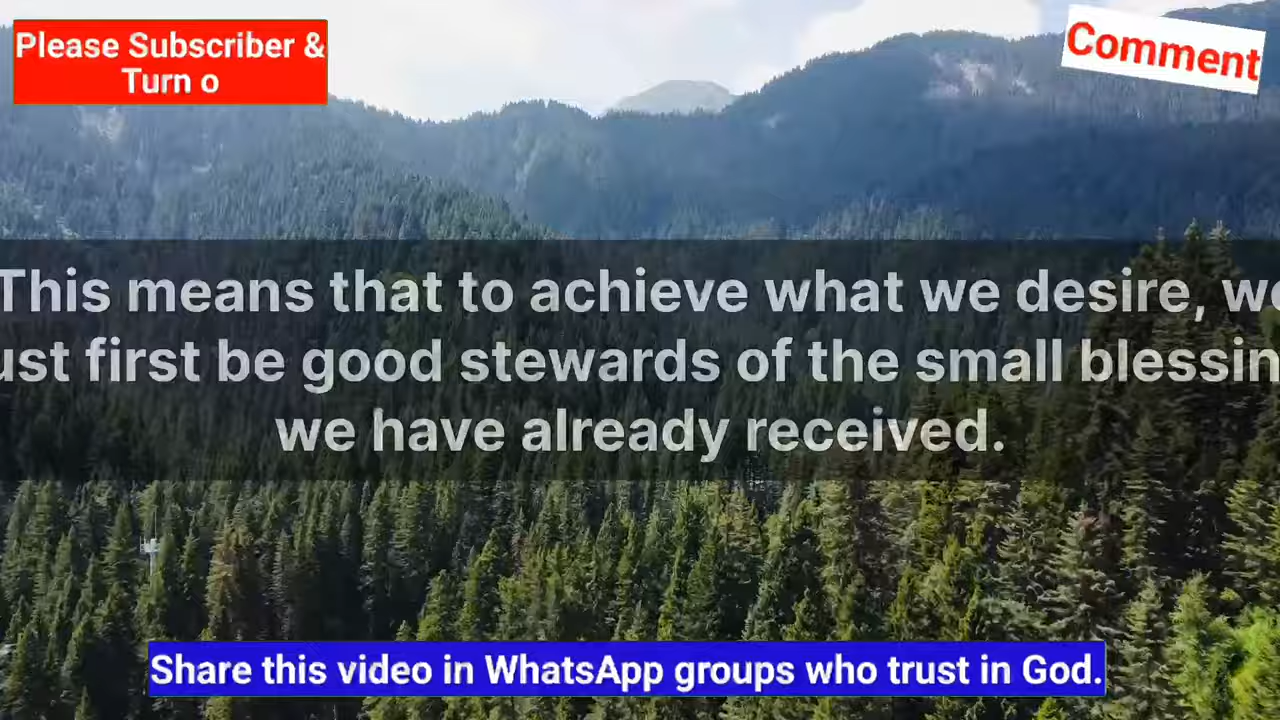 Please Subscriber &
Turn o
Comment
This means that to achieve what we desire, we
ust first be good stewards of the small blessin
we have already received.
Share this video in WhatsApp groups who trust in God.